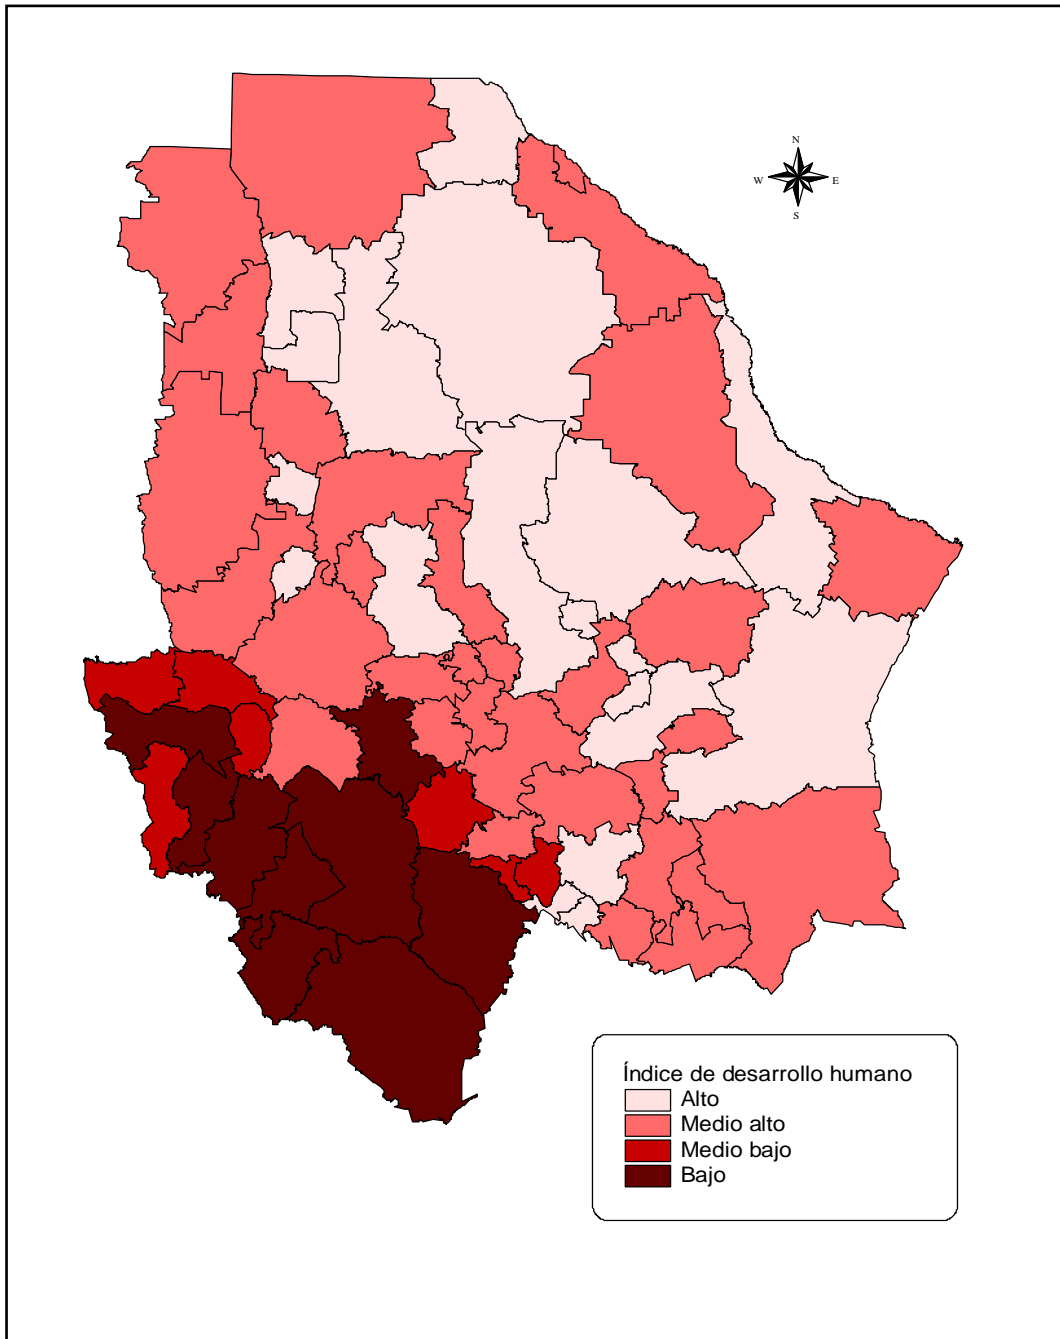 N
W E
S
Índice de desarrollo humano
Alto
Medio alto
Medio bajo
Bajo